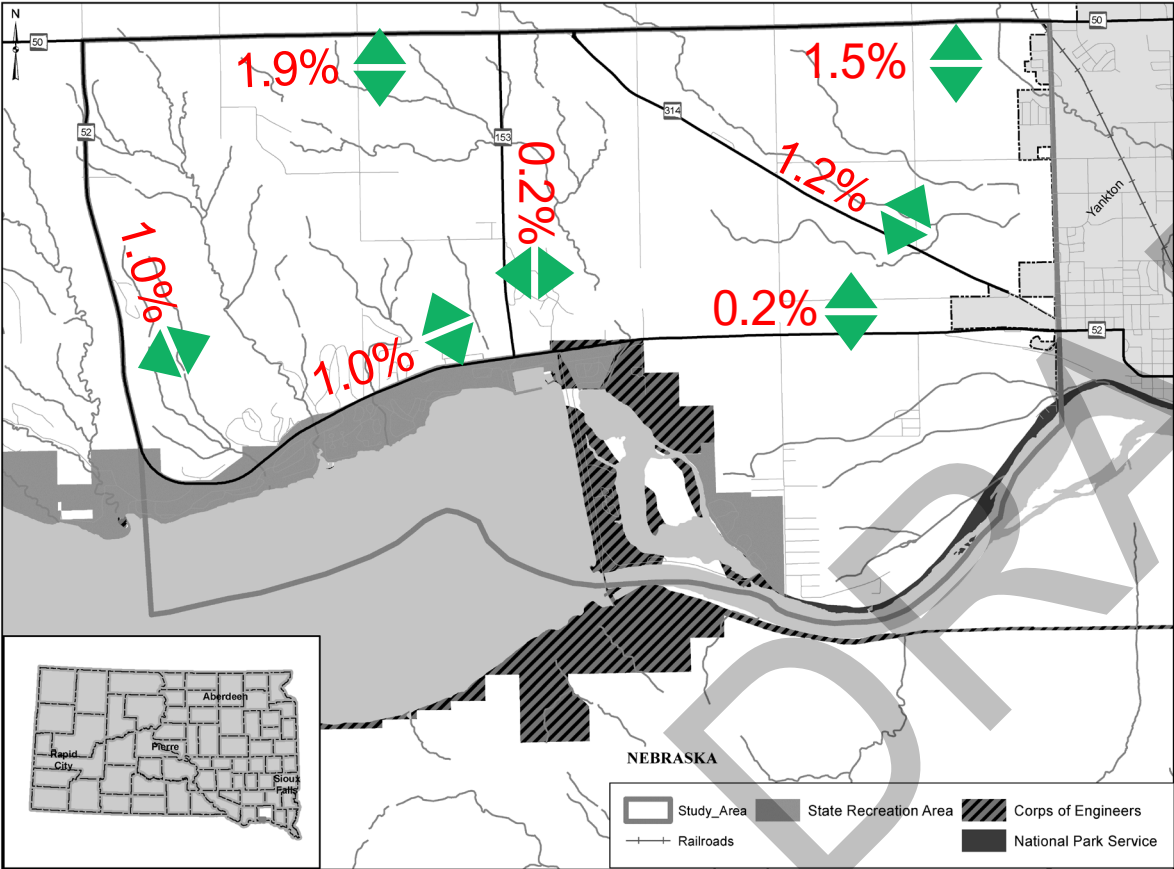 N
50
50
1.9%
1.5%
52
153
314
0.2%
1.2%
Yankton
1.0%
0.2%
52
1.0%
NEBRASKA
Aberdeen
Pierre
Rapid
City
Sioux
Falls
Study_Area
State Recreation Area
Corps of Engineers
Railroads
National Park Service
DRA